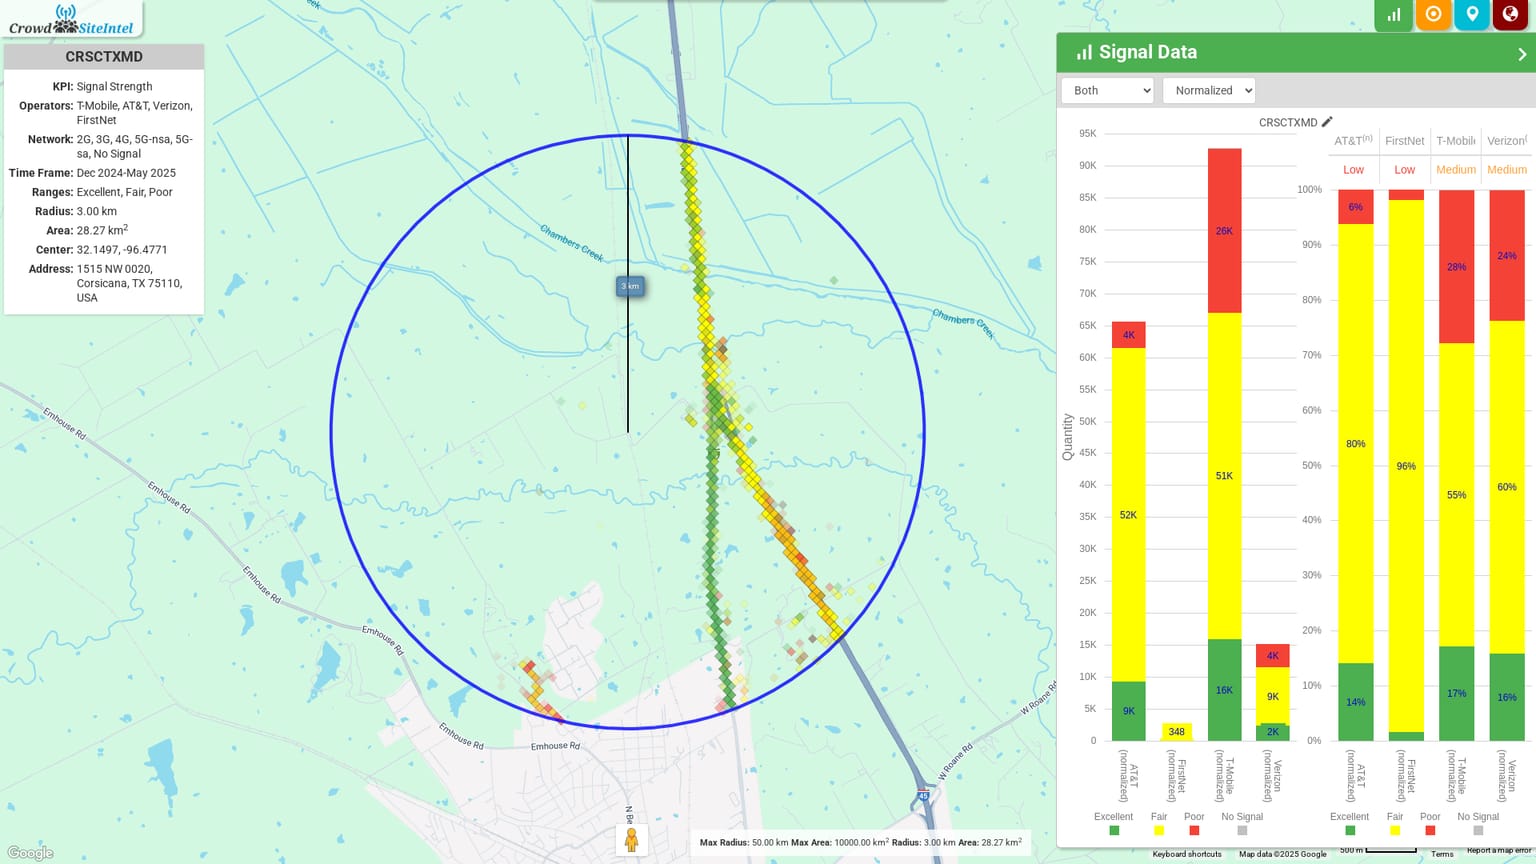 Crowd SiteIntel
CRSCTXMD
KPI: Signal Strength
Operators: T-Mobile, AT&T, Verizon,
FirstNet
Network: 2G, 3G, 4G, 5G-nsa, 5G-
sa, No Signal
Time Frame: Dec 2024-May 2025
Ranges: Excellent, Fair, Poor
Radius: 3.00 km
Area: 28.27 km2
Center: 32.1497, -96.4771
Address: 1515 NW 0020,
Corsicana, TX 75110,
USA
Creek
Chambers Creek
3 km
Chambers Creek
Emhouse Rd
Emhouse Rd
Emhouse Rd
Emhouse Rd
Emhouse Rd
Emhouse Rd
W Roane Rd
W Roane Rd
45
N Be
Google
Max Radius: 50.00 km Max Area: 10000.00 km2 Radius: 3.00 km Area: 28.27 km2
Signal Data
Both
Normalized
CRSCTXMD
95K
90K
85K
80K
75K
70K
65K
60K
55K
50K
45K
40K
35K
30K
25K
20K
15K
10K
5K
0
Quantity
4K
52K
9K
348
26K
51K
16K
4K
9K
2K
AT&T
(normalized)
FirstNet
(normalized)
T-Mobile
(normalized)
Verizon
(normalized)
Excellent Fair Poor No Signal
AT&T(n) FirstNet T-Mobile Verizon(
Low Low Medium Medium
100%
90%
80%
70%
60%
50%
40%
30%
20%
10%
0%
6%
80%
14%
96%
28%
55%
17%
24%
60%
16%
AT&T
(normalized)
FirstNet
(normalized)
T-Mobile
(normalized)
Verizon
(normalized)
Excellent Fair Poor No Signal
500 m Terms Report a map error
Keyboard shortcuts Map data ©2025 Google